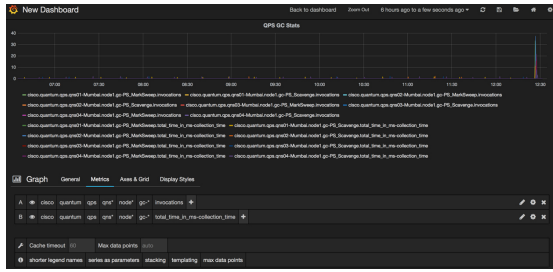 New Dashboard Back to dashboard Zoom Out 6 hours ago to a few seconds ago
QPS GC Stats
40
30
20
10
0
07:00 07:30 08:00 08:30 09:00 09:30 10:00 10:30 11:00 11:30 12:00 12:30
cisco.quantum.qps.qns01-Mumbai.node1.gc-PS_MarkSweep.invocations cisco.quantum.qps.qns01-Mumbai.node1.gc-PS_Scavenge.invocations cisco.quantum.qps.qns02-Mumbai.node1.gc-PS_MarkSweep.invocations
cisco.quantum.qps.qns02-Mumbai.node1.gc-PS_Scavenge.invocations cisco.quantum.qps.qns03-Mumbai.node1.gc-PS_MarkSweep.invocations cisco.quantum.qps.qns03-Mumbai.node1.gc-PS_Scavenge.invocations
cisco.quantum.qps.qns04-Mumbai.node1.gc-PS_MarkSweep.invocations cisco.quantum.qps.qns04-Mumbai.node1.gc-PS_Scavenge.invocations
cisco.quantum.qps.qns01-Mumbai.node1.gc-PS_MarkSweep.total_time_in_ms-collection_time cisco.quantum.qps.qns01-Mumbai.node1.gc-PS_Scavenge.total_time_in_ms-collection_time
cisco.quantum.qps.qns02-Mumbai.node1.gc-PS_MarkSweep.total_time_in_ms-collection_time cisco.quantum.qps.qns02-Mumbai.node1.gc-PS_Scavenge.total_time_in_ms-collection_time
cisco.quantum.qps.qns03-Mumbai.node1.gc-PS_MarkSweep.total_time_in_ms-collection_time cisco.quantum.qps.qns03-Mumbai.node1.gc-PS_Scavenge.total_time_in_ms-collection_time
cisco.quantum.qps.qns04-Mumbai.node1.gc-PS_MarkSweep.total_time_in_ms-collection_time cisco.quantum.qps.qns04-Mumbai.node1.gc-PS_Scavenge.total_time_in_ms-collection_time
Graph General Metrics Axes & Grid Display Styles
A cisco quantum qps qns* node* gc-* invocations +
B cisco quantum qps qns* node* gc-* total_time_in_ms-collection_time +
Cache timeout 60 Max data points auto
shorter legend names series as parameters stacking templating max data points